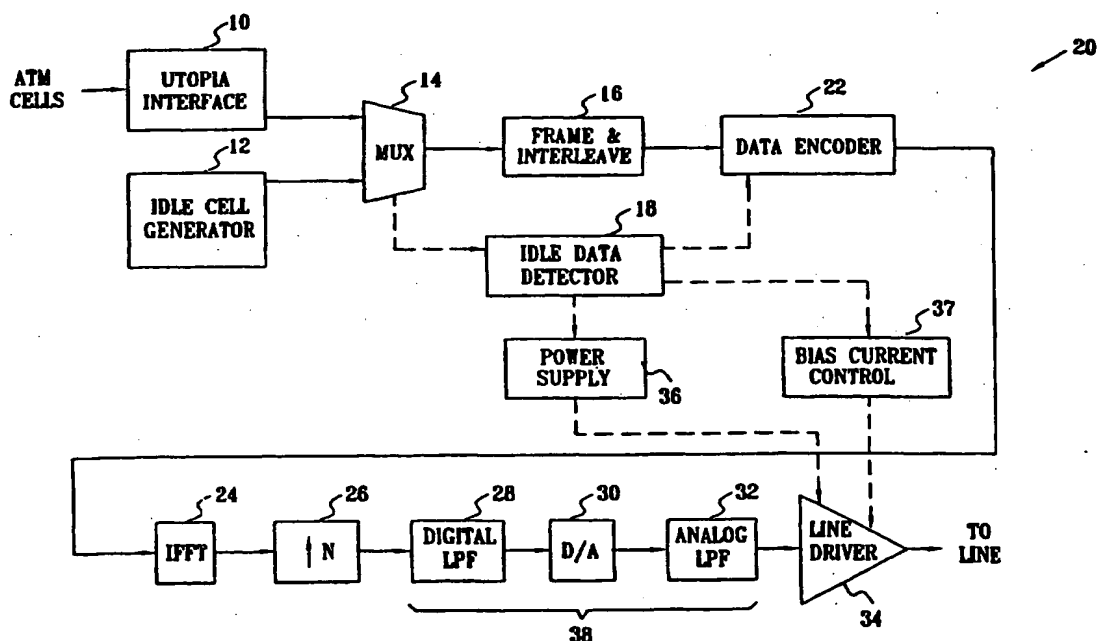 10
20
ATM
CELLS
UTOPIA
INTERFACE
14
16
22
MUX
FRAME &
INTERLEAVE
DATA ENCODER
12
IDLE CELL
GENERATOR
18
IDLE DATA
DETECTOR
37
POWER
SUPPLY
36
BIAS CURRENT
CONTROL
24
26
28
30
32
IFFT
↑ N
DIGITAL
LPF
D/A
ANALOG
LPF
LINE
DRIVER
TO
LINE
34
38